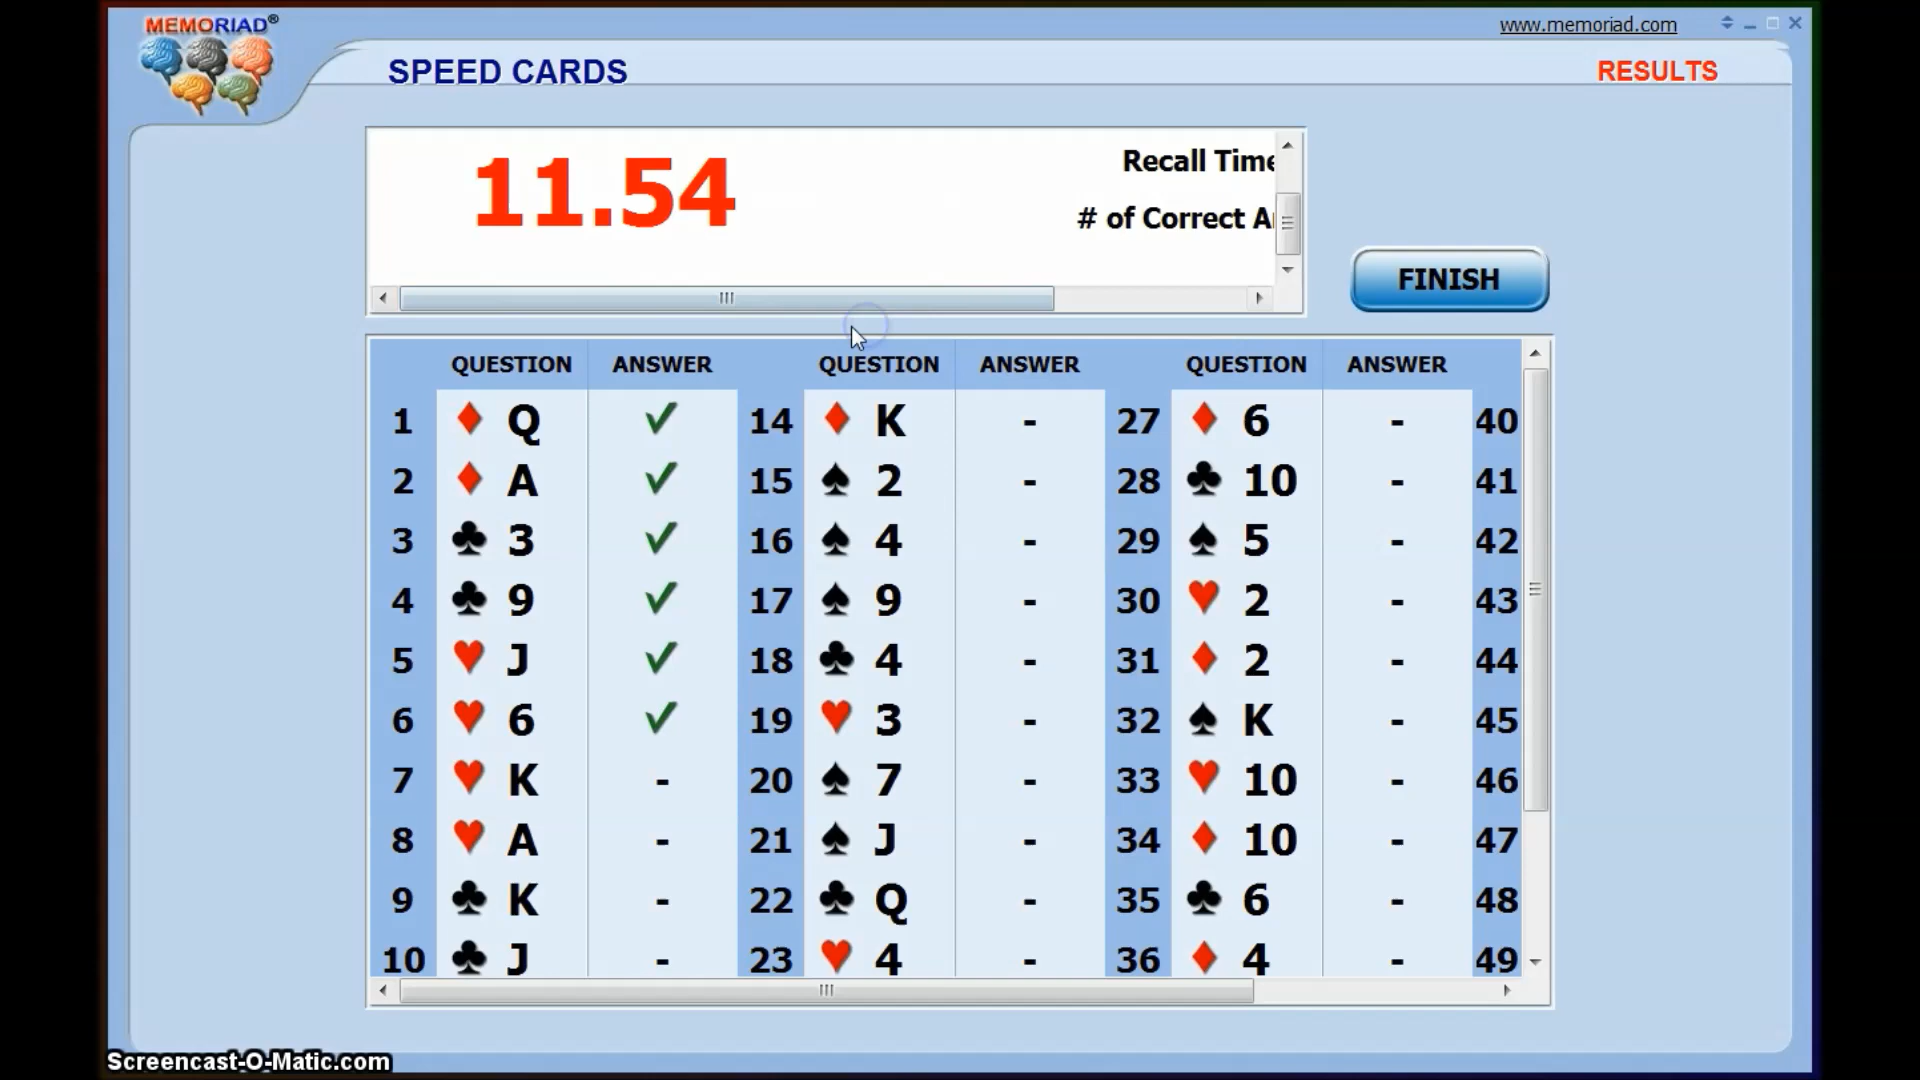 MEMORIAD®
www.memoriad.com
SPEED CARDS
RESULTS
11.54
Recall Time
# of Correct A
FINISH
QUESTION ANSWER QUESTION ANSWER QUESTION ANSWER
1 ♦ Q ✓ 14 ♦ K - 27 ♦ 6 - 40
2 ♦ A ✓ 15 ♠ 2 - 28 ♣ 10 - 41
3 ♣ 3 ✓ 16 ♠ 4 - 29 ♠ 5 - 42
4 ♣ 9 ✓ 17 ♠ 9 - 30 ♥ 2 - 43
5 ♥ J ✓ 18 ♣ 4 - 31 ♦ 2 - 44
6 ♥ 6 ✓ 19 ♥ 3 - 32 ♠ K - 45
7 ♥ K - 20 ♠ 7 - 33 ♥ 10 - 46
8 ♥ A - 21 ♠ J - 34 ♦ 10 - 47
9 ♣ K - 22 ♣ Q - 35 ♣ 6 - 48
10 ♣ J - 23 ♥ 4 - 36 ♦ 4 - 49
Screencast-O-Matic.com